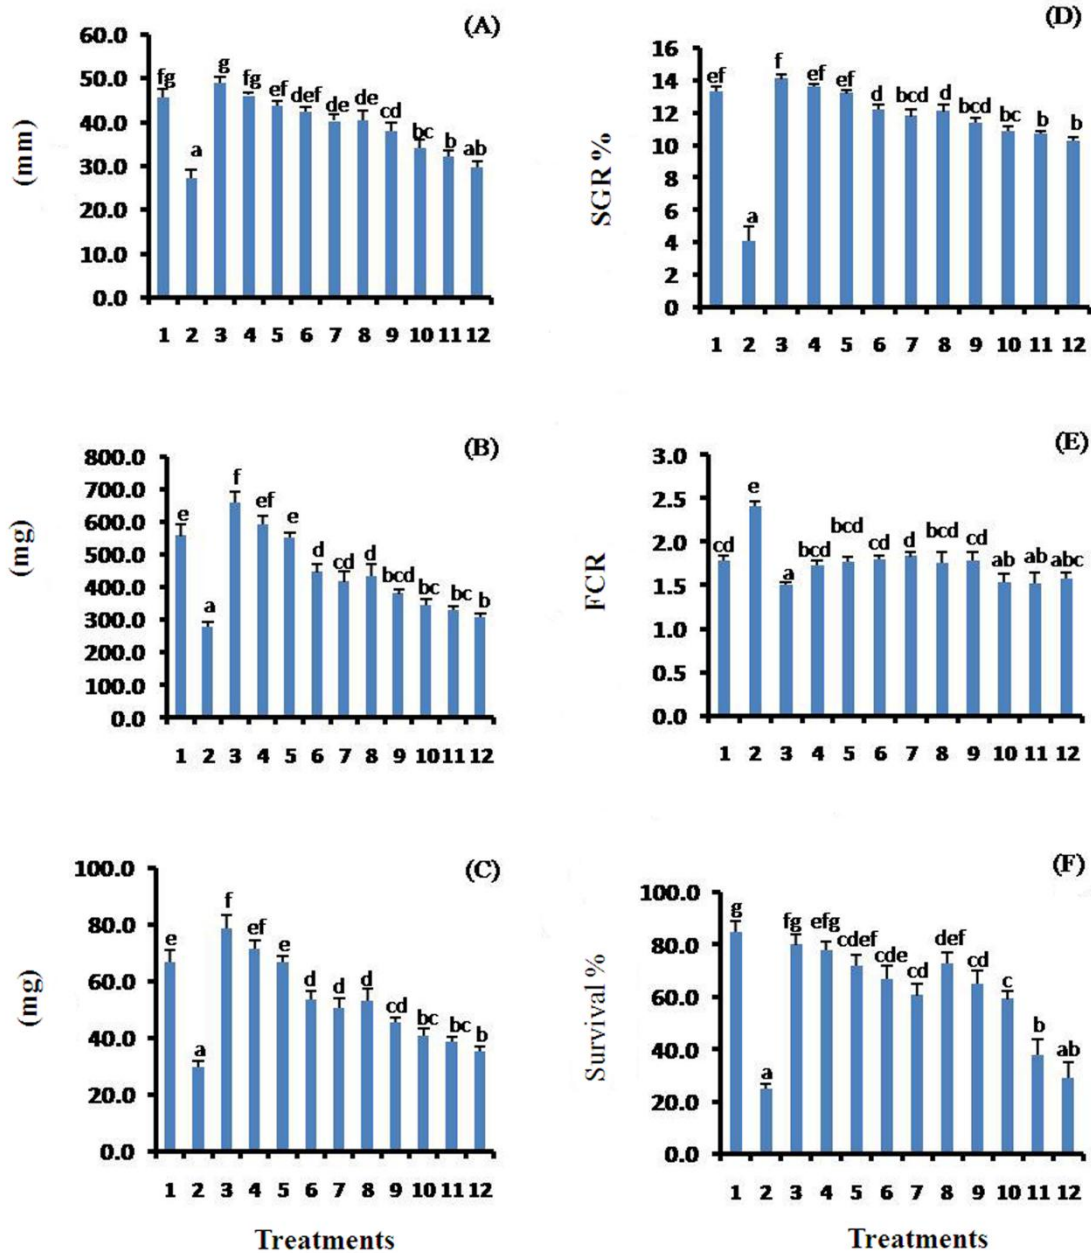 (A)
(mm)
60.0
50.0
40.0
30.0
20.0
10.0
0.0
fg a g fg ef def de de cd bc b ab
1 2 3 4 5 6 7 8 9 10 11 12
(D)
SGR %
16
14
12
10
8
6
4
2
0
ef a f ef ef d bcd d bcd bc b b
1 2 3 4 5 6 7 8 9 10 11 12
(B)
(mg)
800.0
700.0
600.0
500.0
400.0
300.0
200.0
100.0
0.0
e a f ef e d cd d bcd bc bc b
1 2 3 4 5 6 7 8 9 10 11 12
(E)
FCR
3.0
2.5
2.0
1.5
1.0
0.5
0.0
cd e a bcd bcd cd d bcd cd ab ab abc
1 2 3 4 5 6 7 8 9 10 11 12
(C)
(mg)
100.0
80.0
60.0
40.0
20.0
0.0
e a f ef e d d d cd bc bc b
1 2 3 4 5 6 7 8 9 10 11 12
Treatments
(F)
Survival %
100.0
80.0
60.0
40.0
20.0
0.0
g a fg efg cdef cde cd def cd c b ab
1 2 3 4 5 6 7 8 9 10 11 12
Treatments